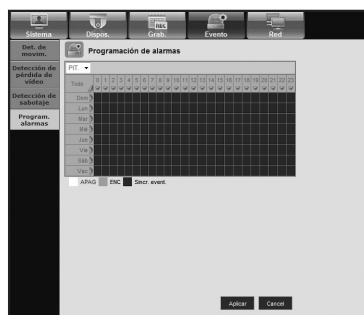 Sistema Dispos. Grab. Evento Red
REC
Det. de
movim.
Detección de
pérdida de
vídeo
Detección de
sabotaje
Program.
alarmas
Programación de alarmas
PIT.
Todo 0 1 2 3 4 5 6 7 8 9 10 11 12 13 14 15 16 17 18 19 20 21 22 23
Dom
Lun
Mar
Mié
Jue
Vie
Sáb
Vac
APAG ENC Sincr. event.
Aplicar Cancel